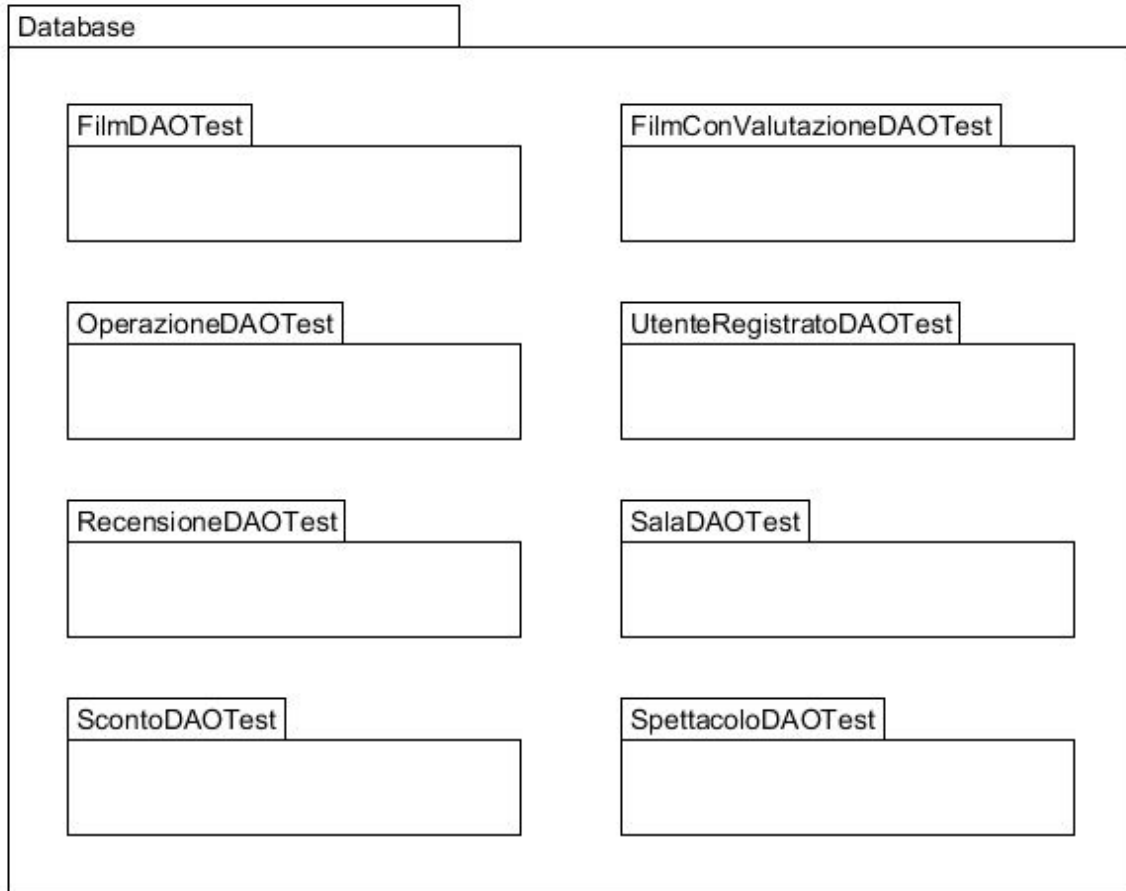 Database
FilmDAOTest
FilmConValutazioneDAOTest
OperazioneDAOTest
UtenteRegistratoDAOTest
RecensioneDAOTest
SalaDAOTest
ScontoDAOTest
SpettacoloDAOTest